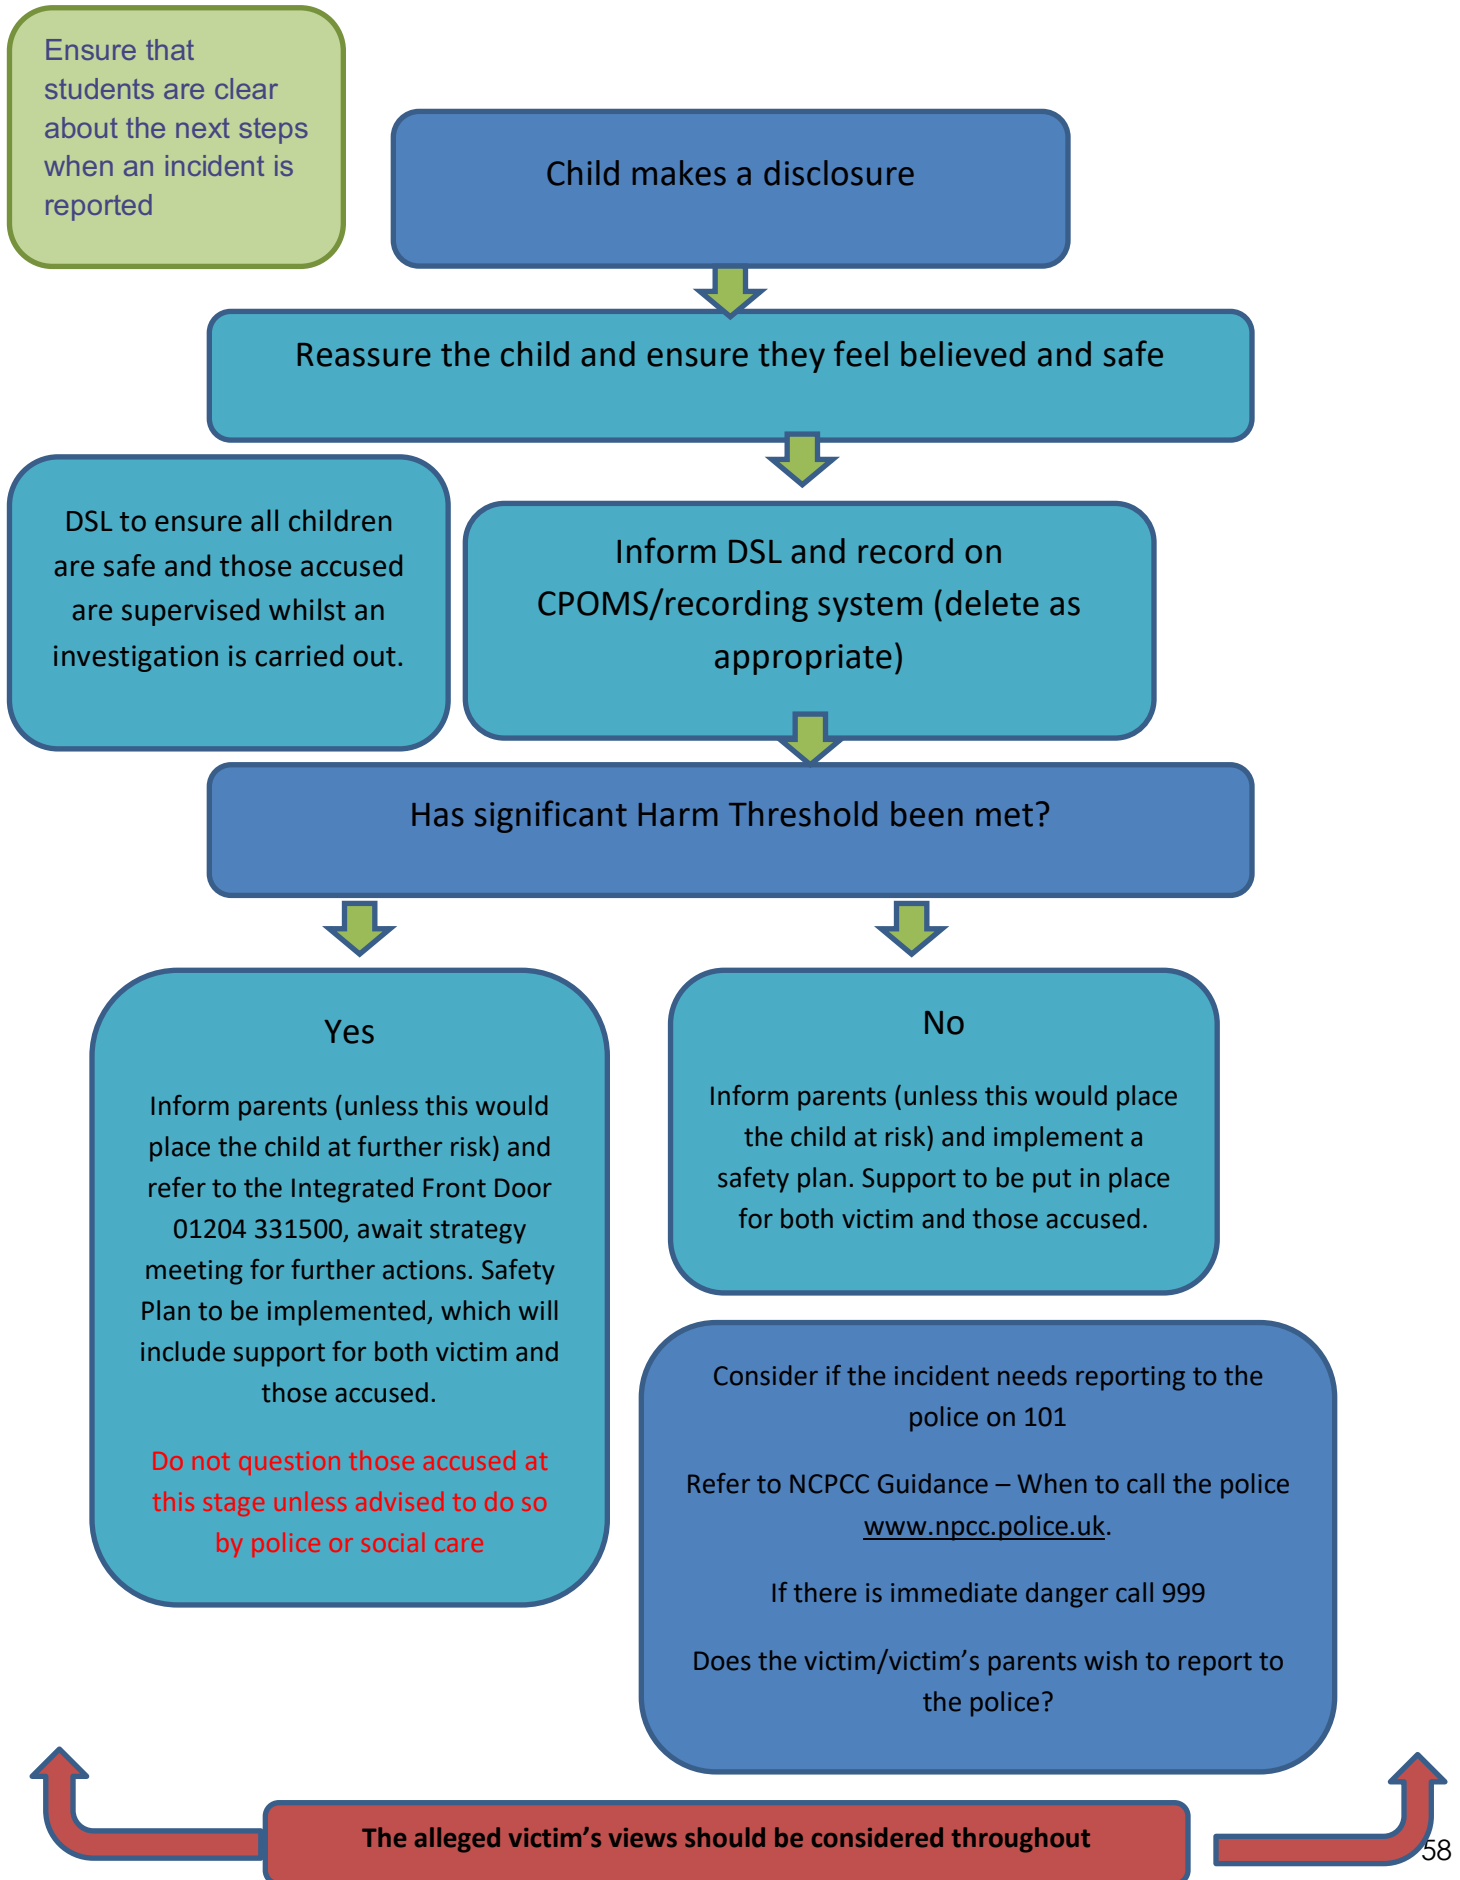 Ensure that
students are clear
about the next steps
when an incident is
reported
Child makes a disclosure
Reassure the child and ensure they feel believed and safe
DSL to ensure all children
are safe and those accused
are supervised whilst an
investigation is carried out.
Inform DSL and record on
CPOMS/recording system (delete as
appropriate)
Has significant Harm Threshold been met?
Yes
Inform parents (unless this would
place the child at further risk) and
refer to the Integrated Front Door
01204 331500, await strategy
meeting for further actions. Safety
Plan to be implemented, which will
include support for both victim and
those accused.
Do not question those accused at
this stage unless advised to do so
by police or social care
No
Inform parents (unless this would place
the child at risk) and implement a
safety plan. Support to be put in place
for both victim and those accused.
Consider if the incident needs reporting to the
police on 101
Refer to NCPCC Guidance – When to call the police
www.npcc.police.uk.
If there is immediate danger call 999
Does the victim/victim’s parents wish to report to
the police?
The alleged victim’s views should be considered throughout
58